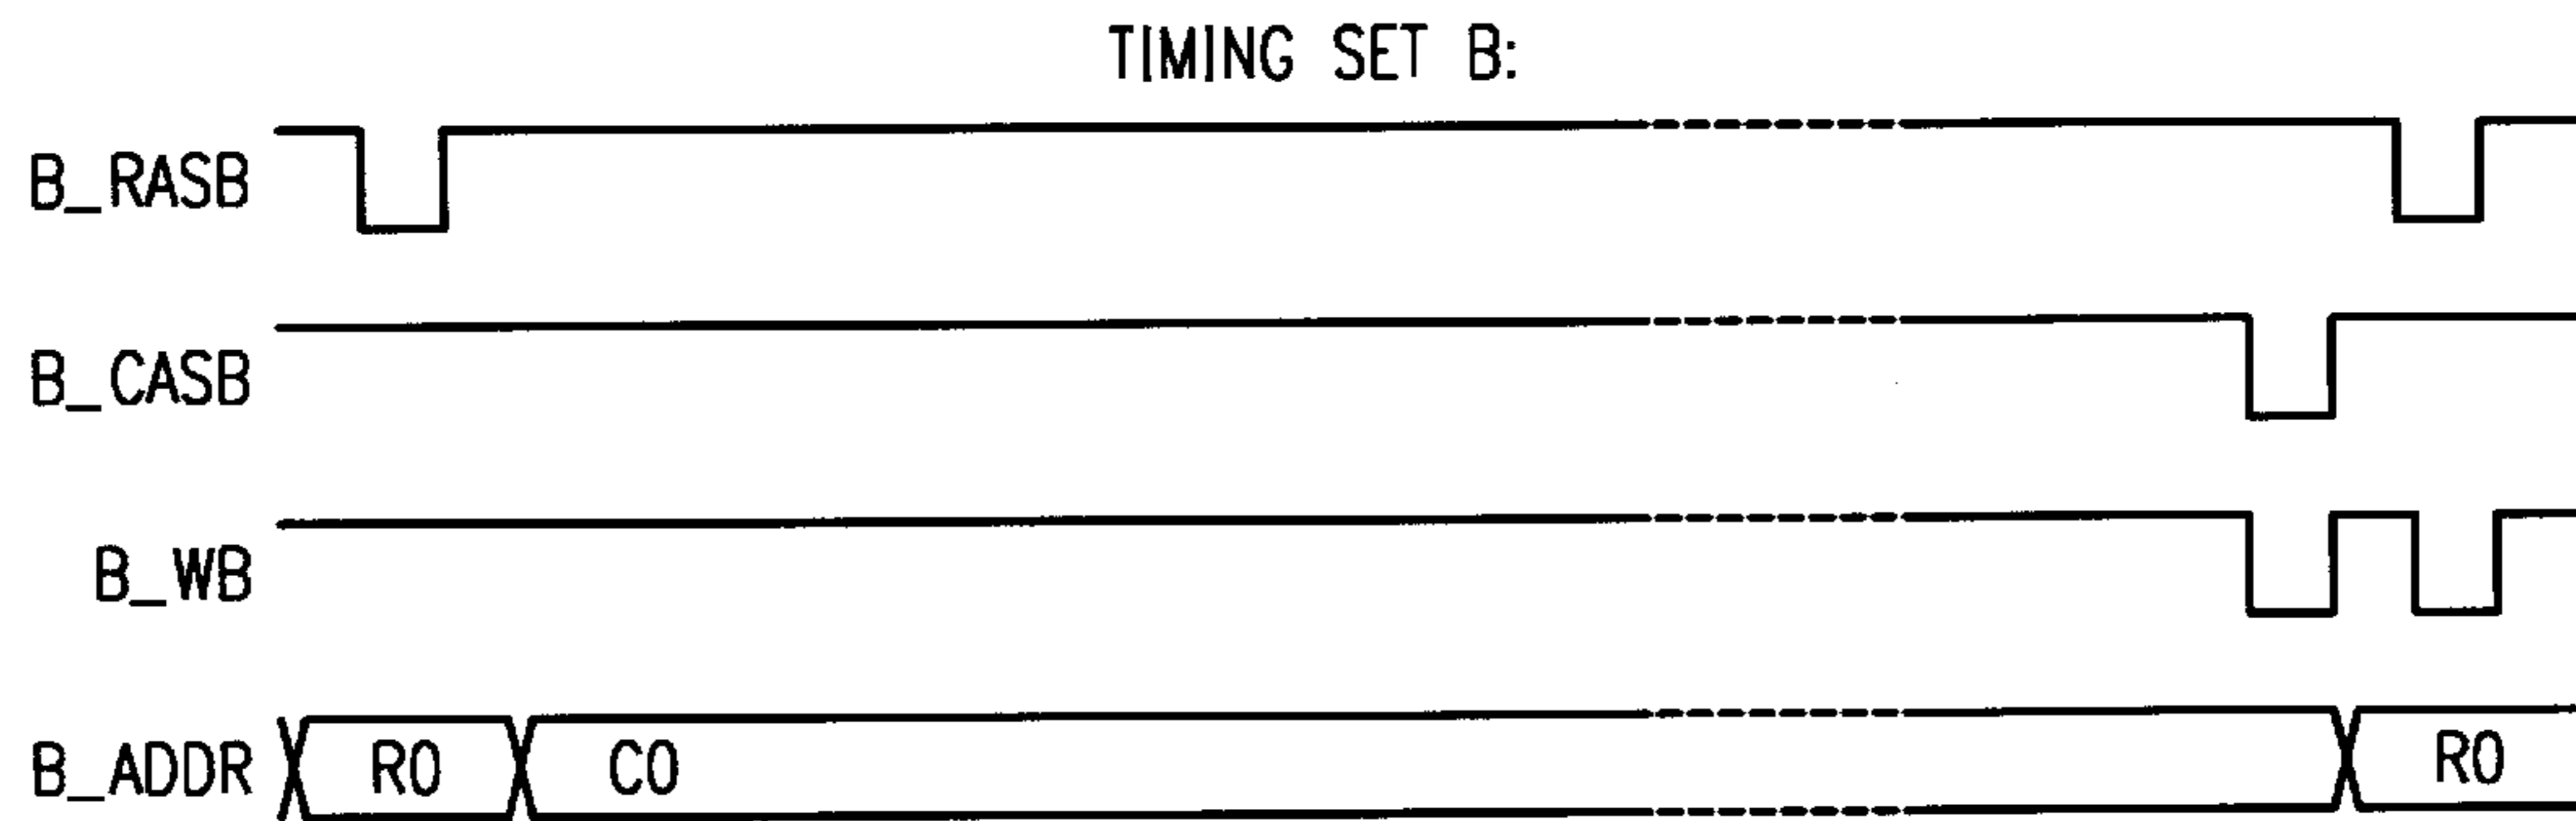 TIMING SET B:
B_RASB
B_CASB
B_WB
B_ADDR R0 C0 R0